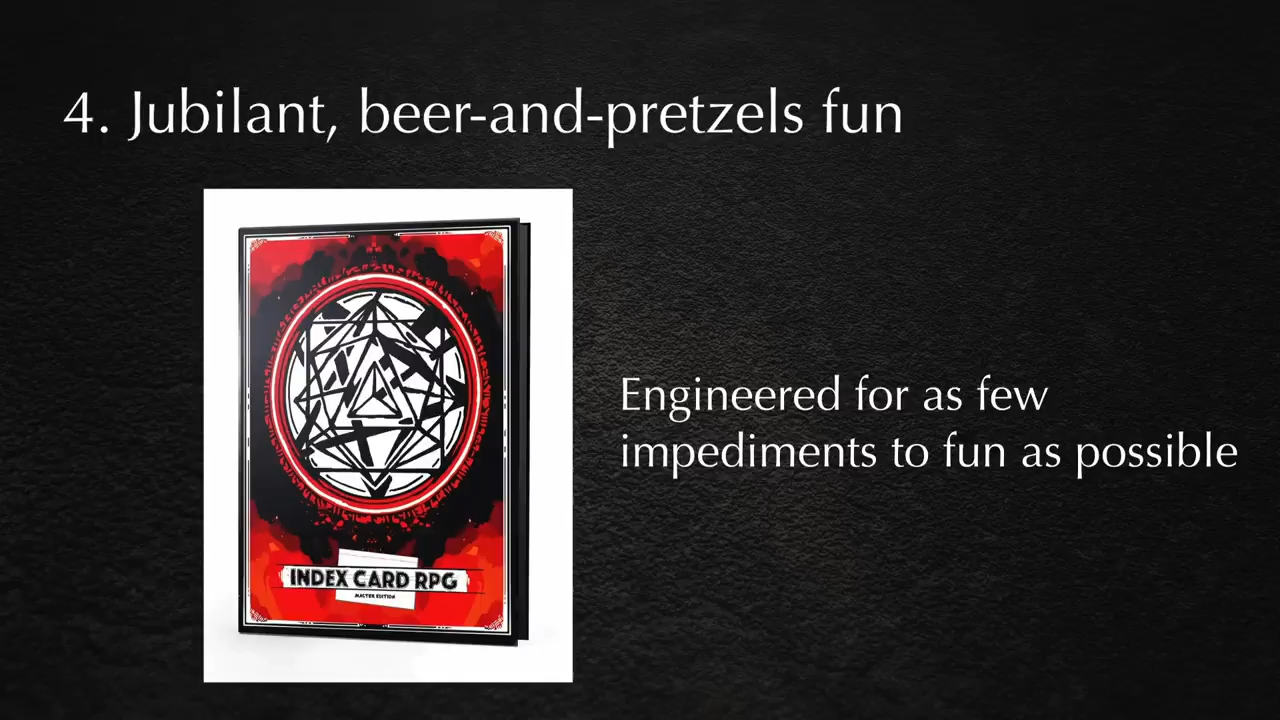 4. Jubilant, beer-and-pretzels fun
Engineered for as few
impediments to fun as possible
INDEX CARD RPG
MASTER EDITION